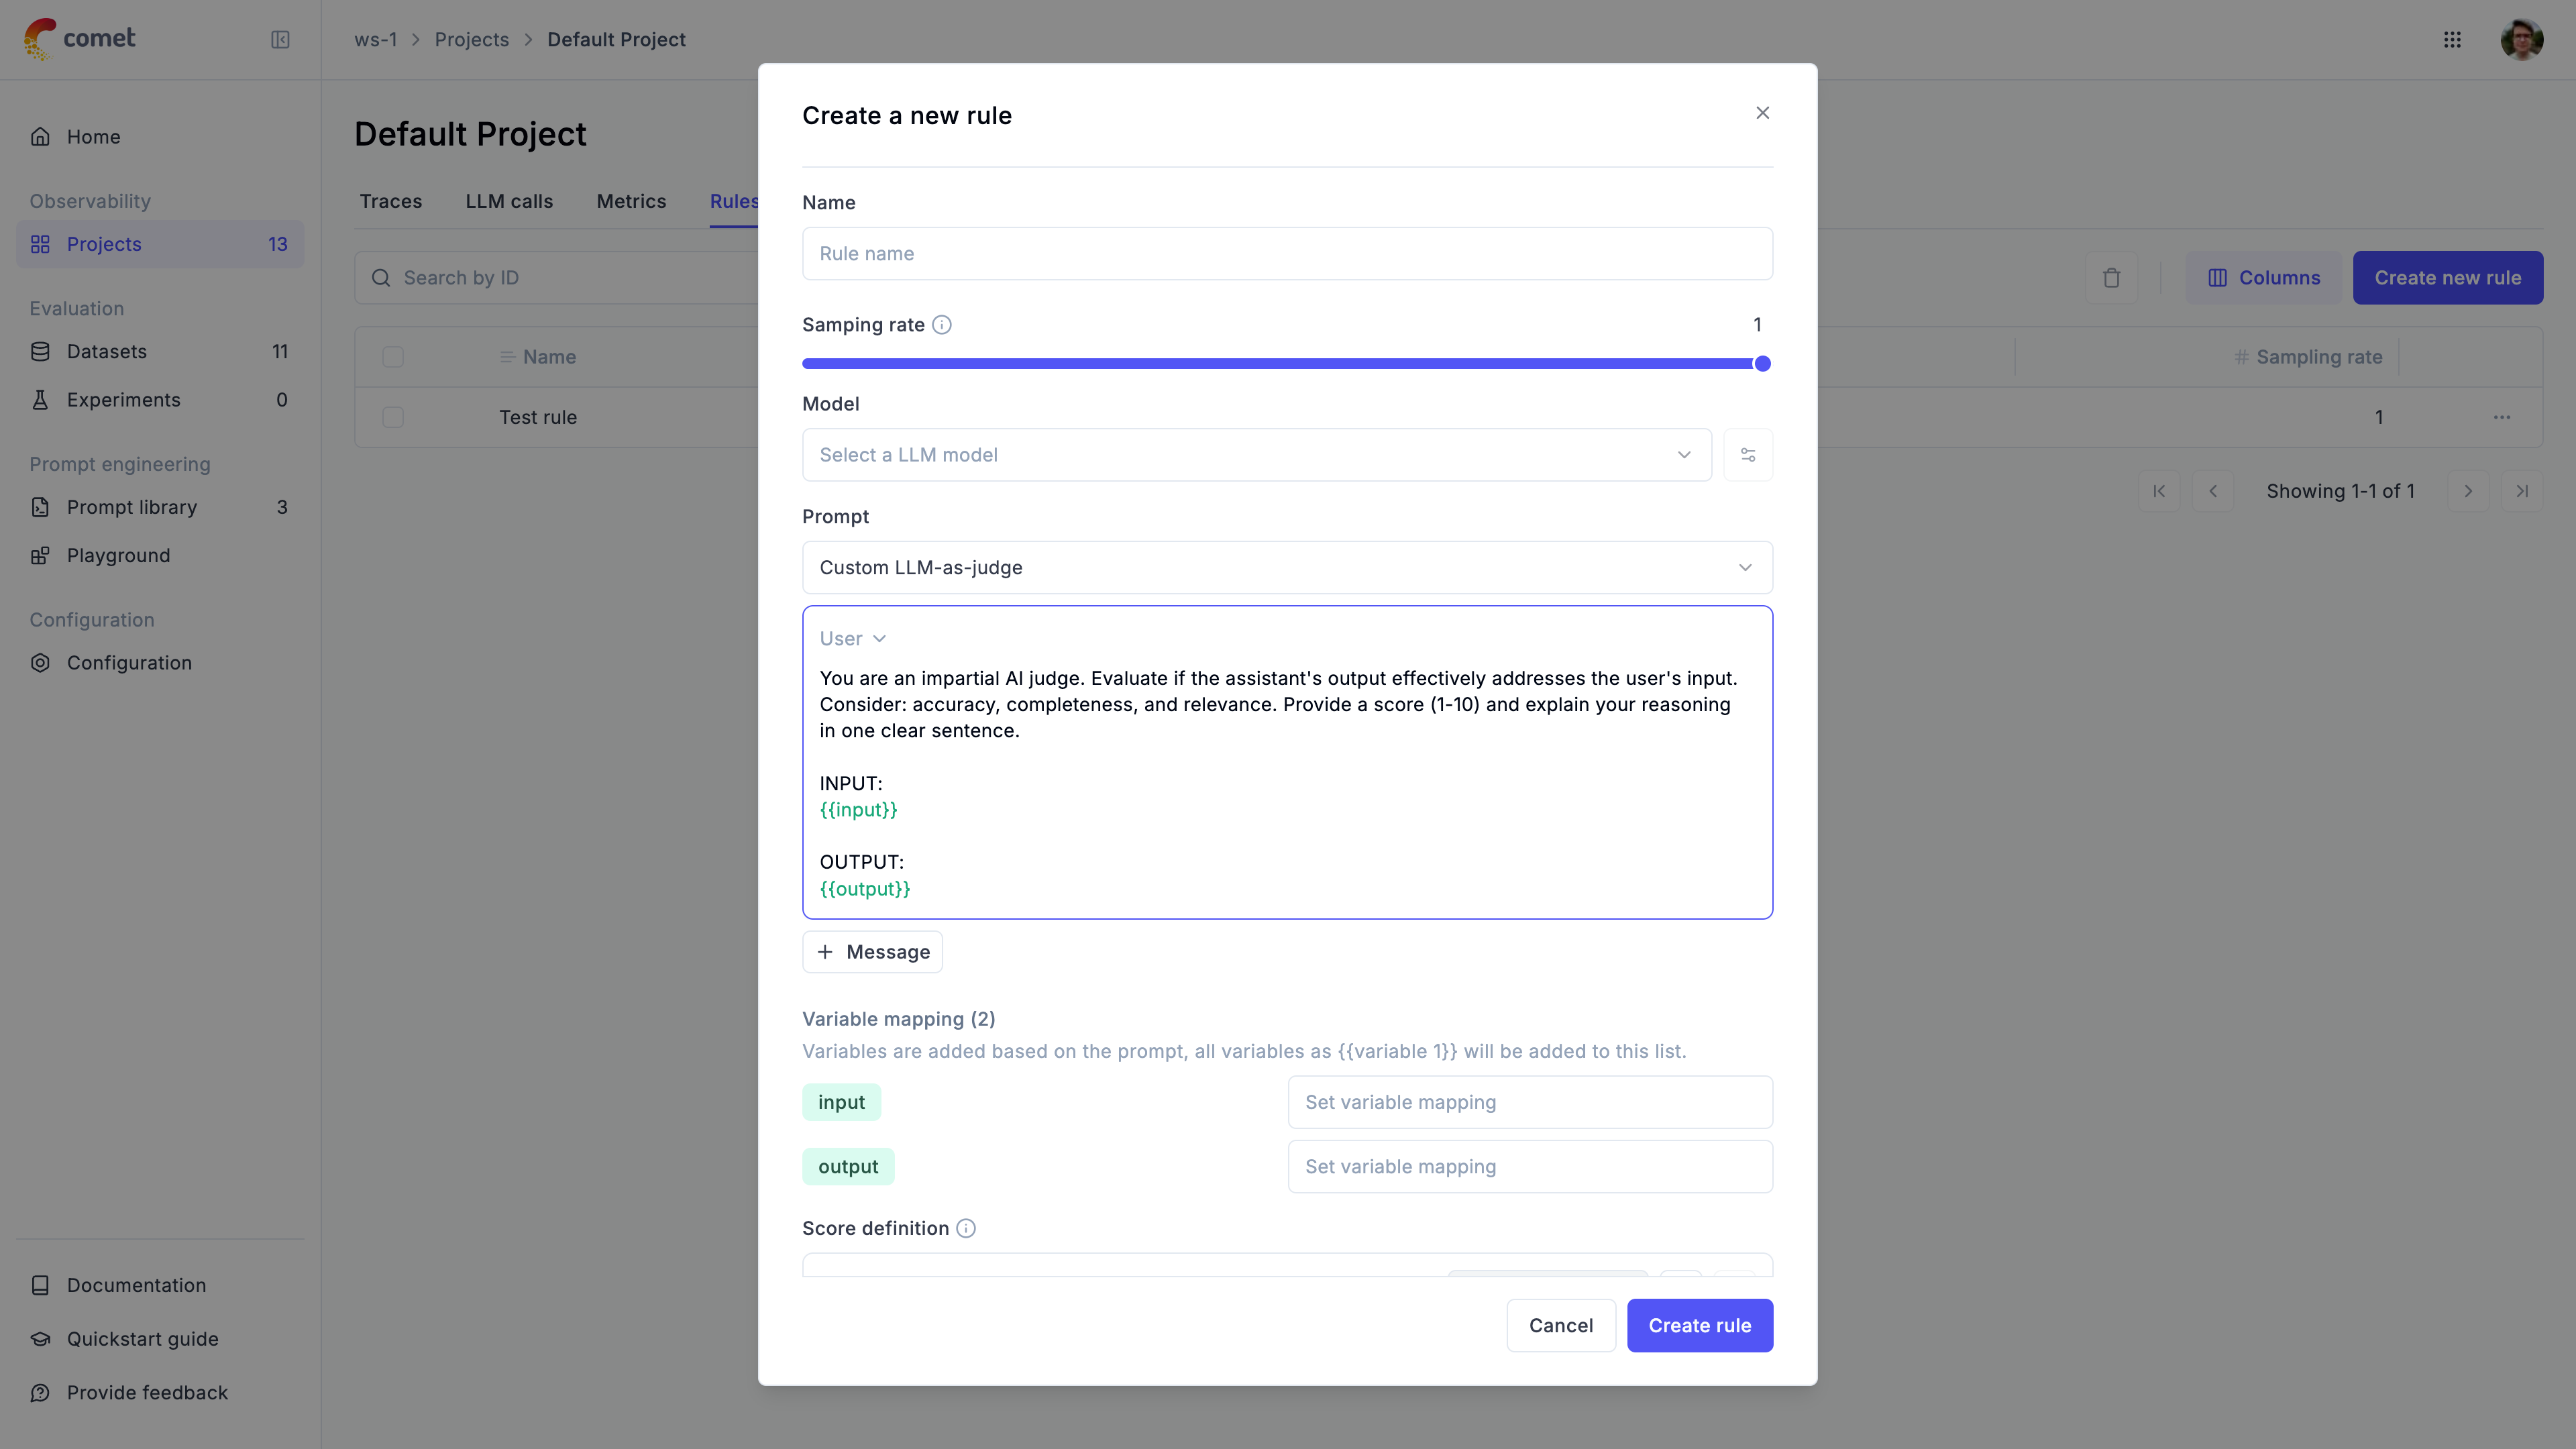 comet
ws-1 > Projects > Default Project
Home
Observability
Projects 13
Evaluation
Datasets 11
Experiments 0
Prompt engineering
Prompt library 3
Playground
Configuration
Configuration
Documentation
Quickstart guide
Provide feedback
Default Project
Traces LLM calls Metrics Rules
Search by ID
Columns Create new rule
Name # Sampling rate
Test rule 1
Showing 1-1 of 1
Create a new rule
Name
Rule name
Samping rate 1
Model
Select a LLM model
Prompt
Custom LLM-as-judge
User
You are an impartial AI judge. Evaluate if the assistant's output effectively addresses the user's input.
Consider: accuracy, completeness, and relevance. Provide a score (1-10) and explain your reasoning
in one clear sentence.
INPUT:
{{input}}
OUTPUT:
{{output}}
+ Message
Variable mapping (2)
Variables are added based on the prompt, all variables as {{variable 1}} will be added to this list.
input Set variable mapping
output Set variable mapping
Score definition
Cancel Create rule